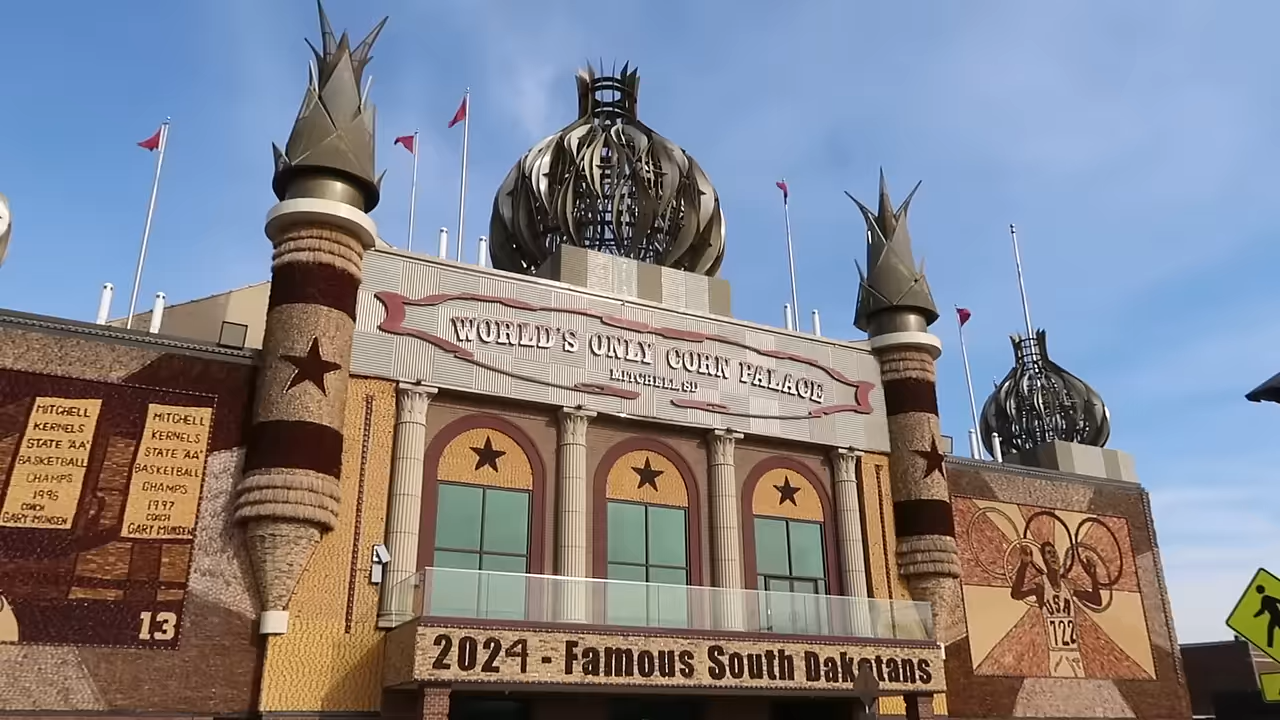 WORLD'S ONLY CORN PALACE
MITCHELL SD
MITCHELL
KERNELS
STATE 'AA'
BASKETBALL
CHAMPS
1996
COACH
GARY MUNSEN
MITCHELL
KERNELS
STATE 'AA'
BASKETBALL
CHAMPS
1997
COACH
GARY MUNSEN
13
USA
722
2024 - Famous South Dakotans